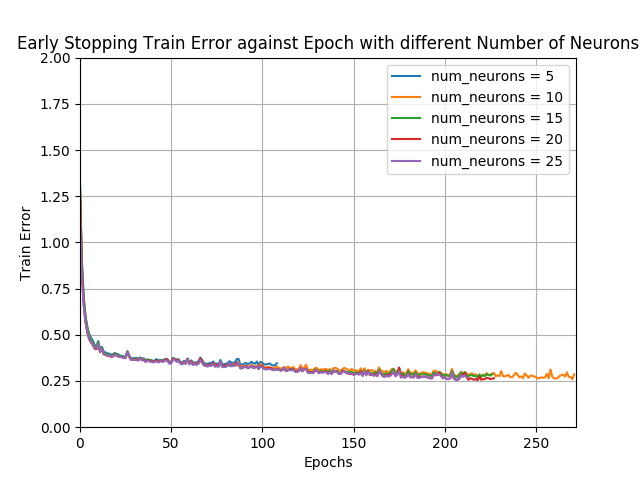 Early Stopping Train Error against Epoch with different Number of Neurons
2.00
1.75
1.50
1.25
1.00
0.75
0.50
0.25
0.00
Train Error
num_neurons = 5
num_neurons = 10
num_neurons = 15
num_neurons = 20
num_neurons = 25
0
50
100
150
200
250
Epochs